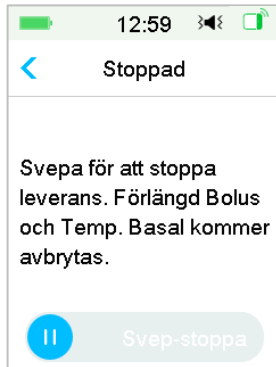 12:59
Stoppad
Svepa för att stoppa
leverans. Förlängd Bolus
och Temp. Basal kommer
avbrytas.
Svep-stoppa